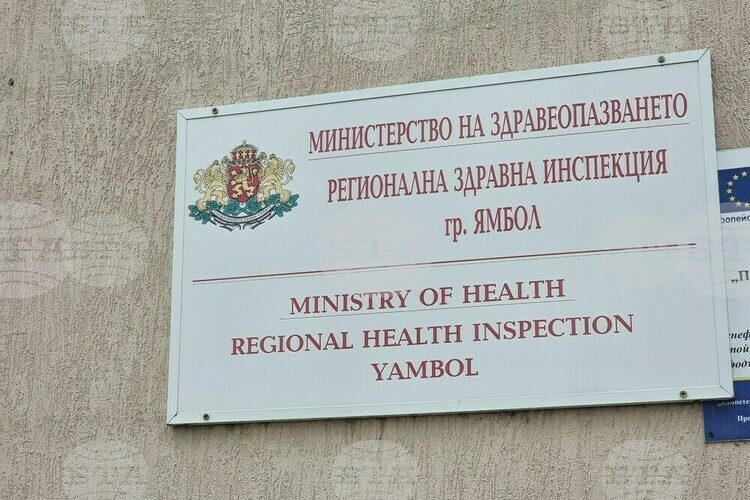 МИНИСТЕРСТВО НА ЗДРАВЕОПАЗВАНЕТО
РЕГИОНАЛНА ЗДРАВНА ИНСПЕКЦИЯ
гр. ЯМБОЛ
MINISTRY OF HEALTH
REGIONAL HEALTH INSPECTION
YAMBOL